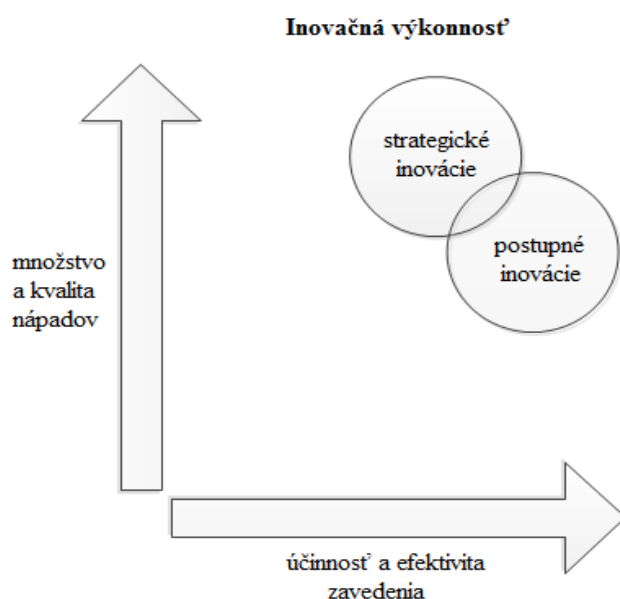 Inovačná výkonnosť
strategické
inovácie
postupné
inovácie
množstvo
a kvalita
nápadov
účinnosť a efektivita
zavedenia